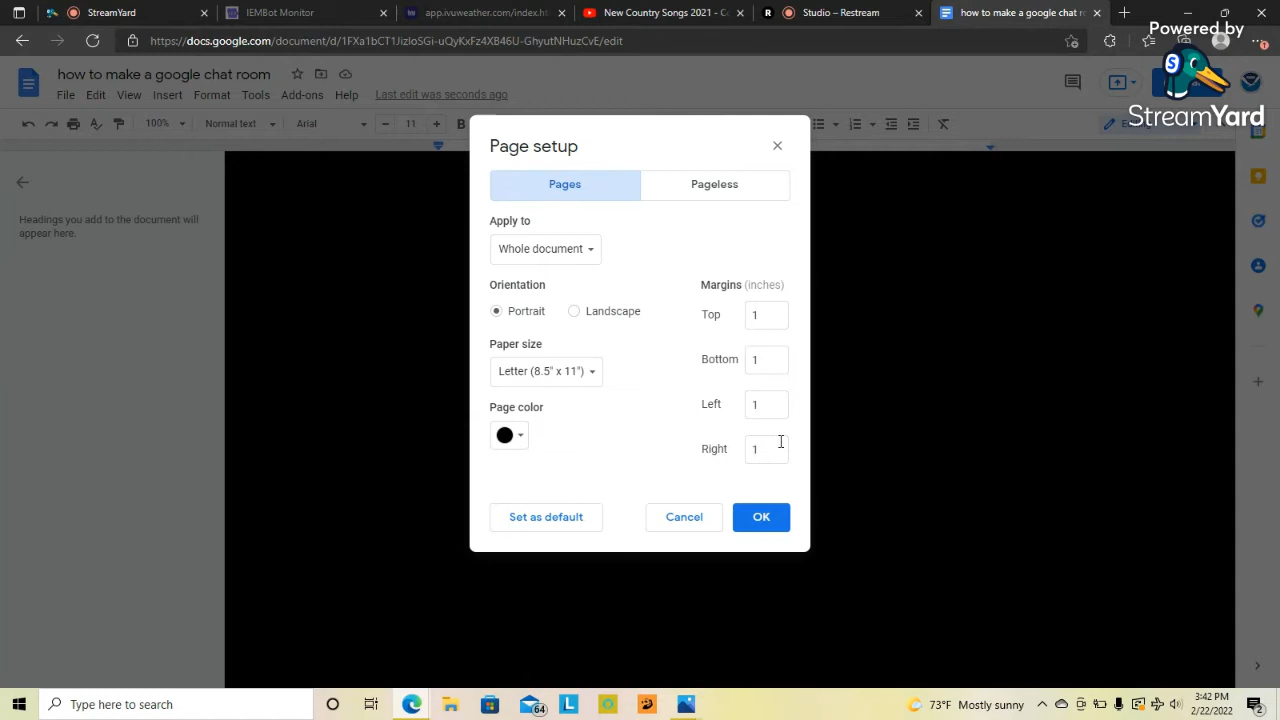 StreamYard
IEMBot Monitor
app.ivuweather.com/index.ht
New Country Songs 2021 - Co
Studio – Restream
how to make a google chat ro
https://docs.google.com/document/d/1FXa1bCT1JizloSGi-uQyKxFz4XB46U-GhyutNHuzCvE/edit
Powered by
StreamYard
how to make a google chat room
File Edit View Insert Format Tools Add-ons Help Last edit was seconds ago
100% Normal text Arial 11 B
Headings you add to the document will
appear here.
Page setup
Pages Pageless
Apply to
Whole document
Orientation
Portrait Landscape
Paper size
Letter (8.5" x 11")
Page color
Margins (inches)
Top 1
Bottom 1
Left 1
Right 1
Set as default Cancel OK
Type here to search
64
73°F Mostly sunny
3:42 PM
2/22/2022
2